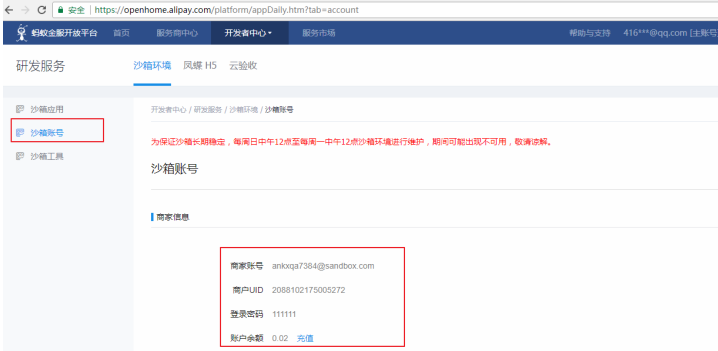 安全 | https://openhome.alipay.com/platform/appDaily.htm?tab=account
蚂蚁金服开放平台 首页 服务商中心 开发者中心 服务市场 帮助与支持 416***@qq.com [主账号
研发服务 沙箱环境 凤蝶 H5 云验收
沙箱应用
沙箱账号
沙箱工具
开发者中心 / 研发服务 / 沙箱环境 / 沙箱账号
为保证沙箱长期稳定，每周日中午12点至每周一中午12点沙箱环境进行维护，期间可能出现不可用，敬请谅解。
沙箱账号
商家信息
商家账号 ankxqa7384@sandbox.com
商户UID 2088102175005272
登录密码 111111
账户余额 0.02 充值